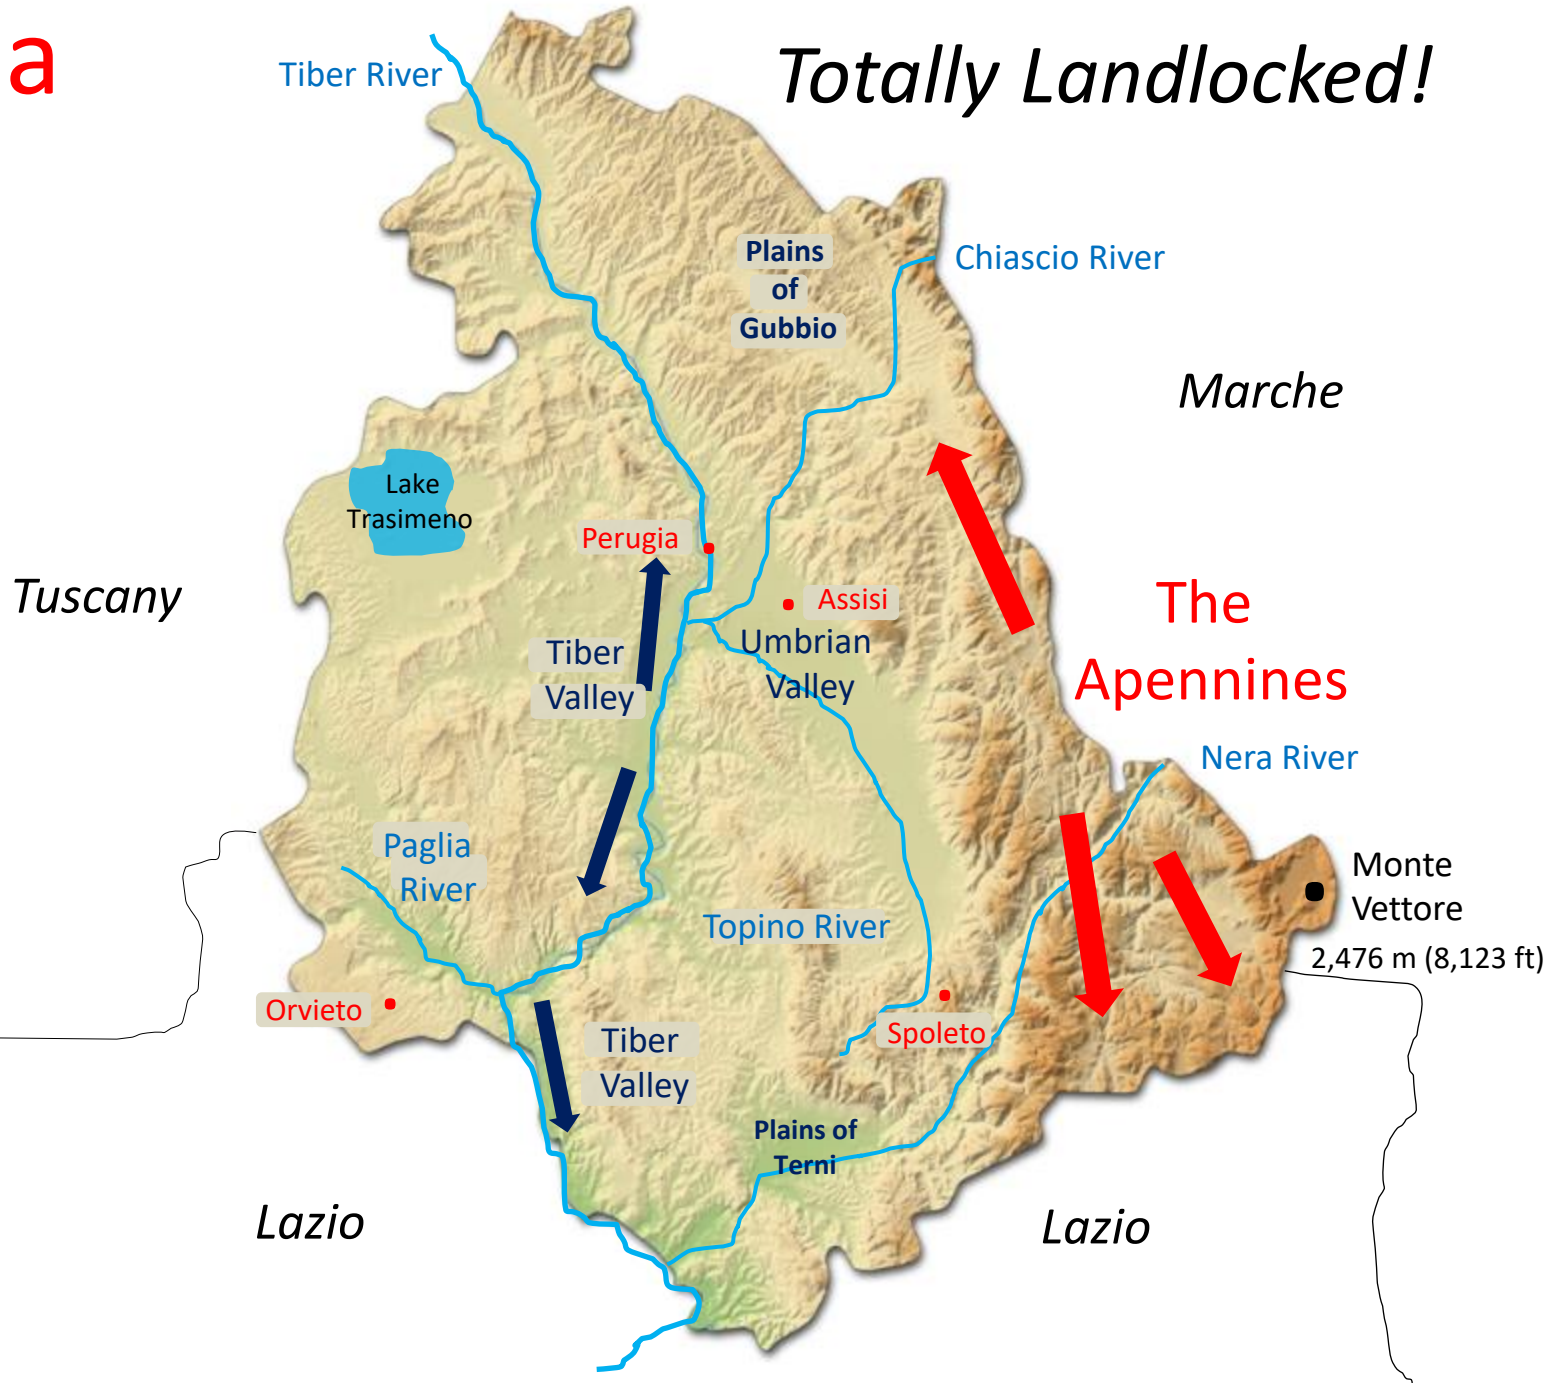 a
Totally Landlocked!
Tiber River
Plains
of
Gubbio
Chiascio River
Marche
Lake
Trasimeno
Perugia
Tuscany
Assisi
The
Apennines
Umbrian
Valley
Tiber
Valley
Nera River
Paglia
River
Monte
Vettore
2,476 m (8,123 ft)
Topino River
Orvieto
Spoleto
Tiber
Valley
Plains of
Terni
Lazio
Lazio